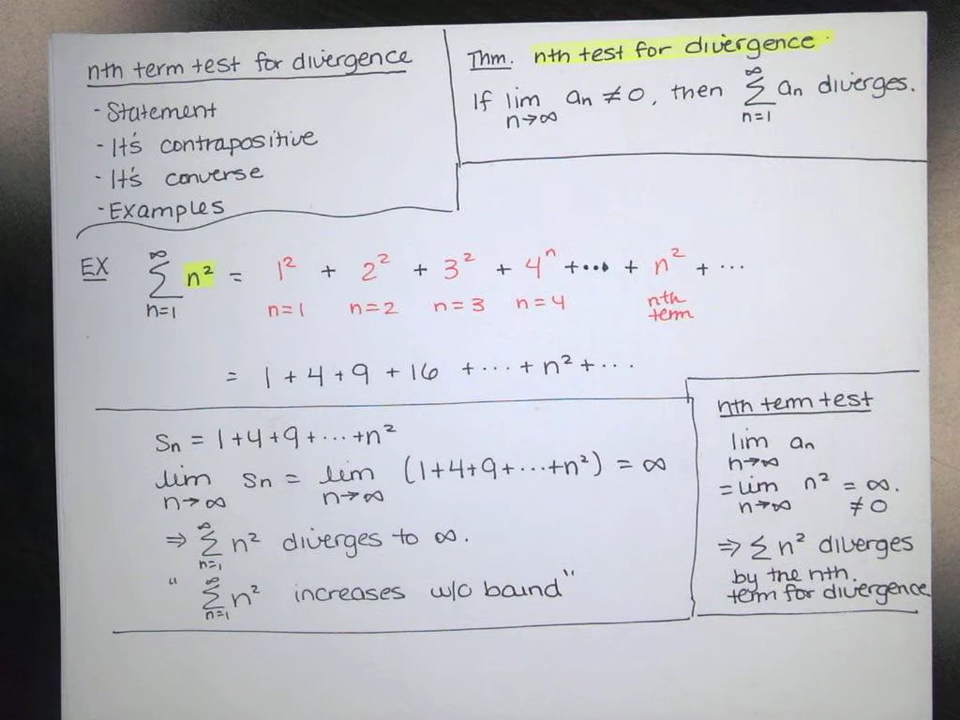 nth term test for divergence
- Statement
- It's contrapositive
- It's converse
- Examples
Thm. nth test for divergence
If lim an ≠ 0, then ∞ Σ an diverges.
n→∞ n=1
EX ∞ Σ n² = 1² + 2² + 3² + 4ⁿ + ... + n² + ...
n=1 n=1 n=2 n=3 n=4 nth term
= 1 + 4 + 9 + 16 + ... + n² + ...
Sn = 1+4+9+...+n²
lim Sn = lim (1+4+9+...+n²) = ∞
n→∞ n→∞
⇒ ∞ Σ n=1 n² diverges to ∞.
" ∞ Σ n=1 n² increases w/o bound"
nth term test
lim an
n→∞
= lim n² = ∞.
n→∞ ≠ 0
⇒ Σ n² diverges
by the nth.
term for divergence